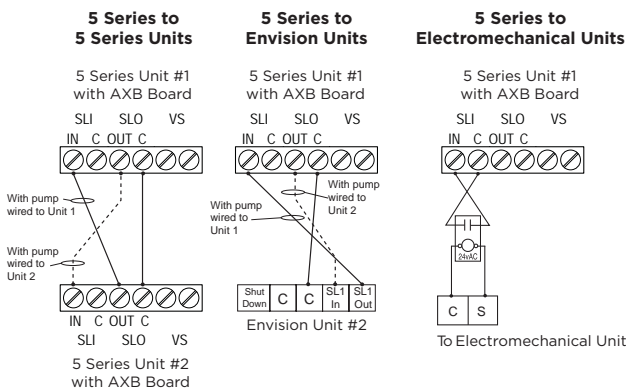 5 Series to
5 Series Units
5 Series Unit #1
with AXB Board
SLI SLO VS
IN C OUT C
With pump
wired to Unit 1
With pump
wired to
Unit 2
IN C OUT C
SLI SLO VS
5 Series Unit #2
with AXB Board
5 Series to
Envision Units
5 Series Unit #1
with AXB Board
SLI SLO VS
IN C OUT C
With pump
wired to
Unit 2
With pump
wired to
Unit 1
Shut
Down
C
C
SL1
In
SL1
Out
Envision Unit #2
5 Series to
Electromechanical Units
5 Series Unit #1
with AXB Board
SLI SLO VS
IN C OUT C
24vAC
C S
To Electromechanical Unit